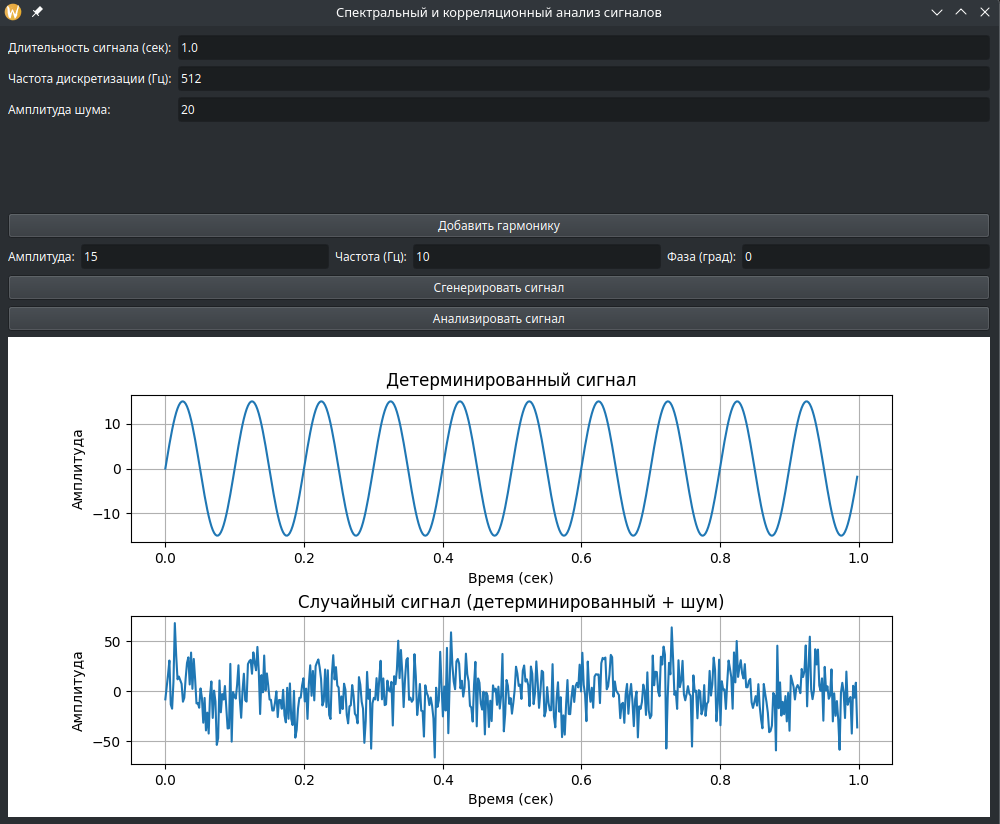 Спектральный и корреляционный анализ сигналов
Длительность сигнала (сек): 1.0
Частота дискретизации (Гц): 512
Амплитуда шума: 20
Добавить гармонику
Амплитуда: 15 Частота (Гц): 10 Фаза (град): 0
Сгенерировать сигнал
Анализировать сигнал
Детерминированный сигнал
Амплитуда
10
0
−10
0.0 0.2 0.4 0.6 0.8 1.0
Время (сек)
Случайный сигнал (детерминированный + шум)
Амплитуда
50
0
−50
0.0 0.2 0.4 0.6 0.8 1.0
Время (сек)